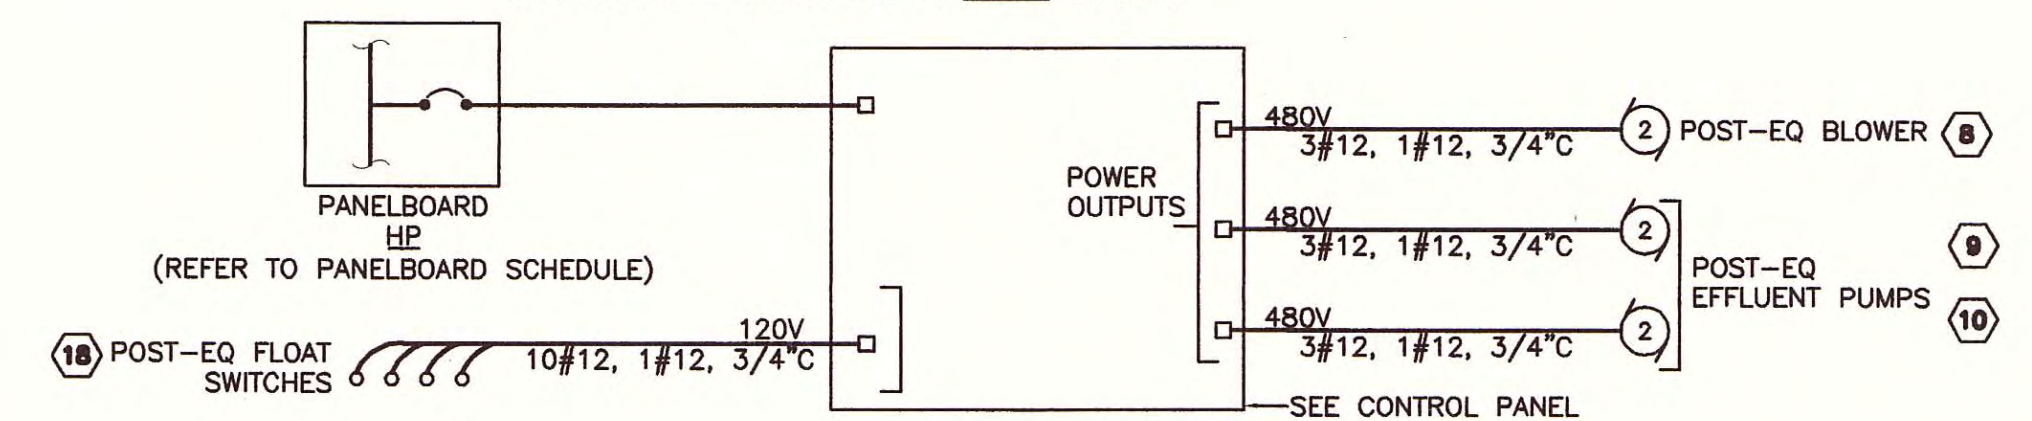 PANELBOARD
HP
(REFER TO PANELBOARD SCHEDULE)
18 POST-EQ FLOAT
SWITCHES
120V
10#12, 1#12, 3/4"C
POWER
OUTPUTS
480V
3#12, 1#12, 3/4"C
2 POST-EQ BLOWER 8
480V
3#12, 1#12, 3/4"C
2
9
POST-EQ
EFFLUENT PUMPS
480V
3#12, 1#12, 3/4"C
2
10
SEE CONTROL PANEL